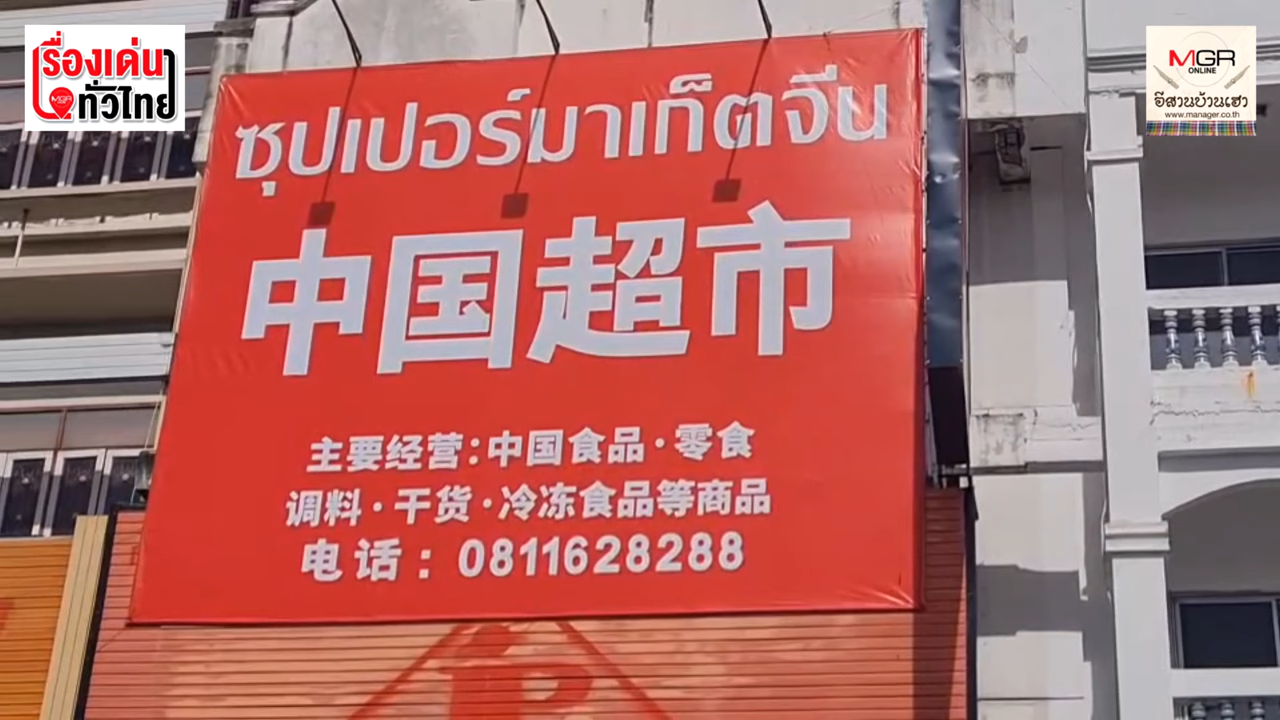 เรื่องเด่น
MGR
ทั่วไทย
MGR
ONLINE
อีสานบ้านเฮา
www.manager.co.th
ซุปเปอร์มาเก็ตจีน
中国超市
主要经营:中国食品·零食
调料·干货·冷冻食品等商品
电话: 0811628288
P